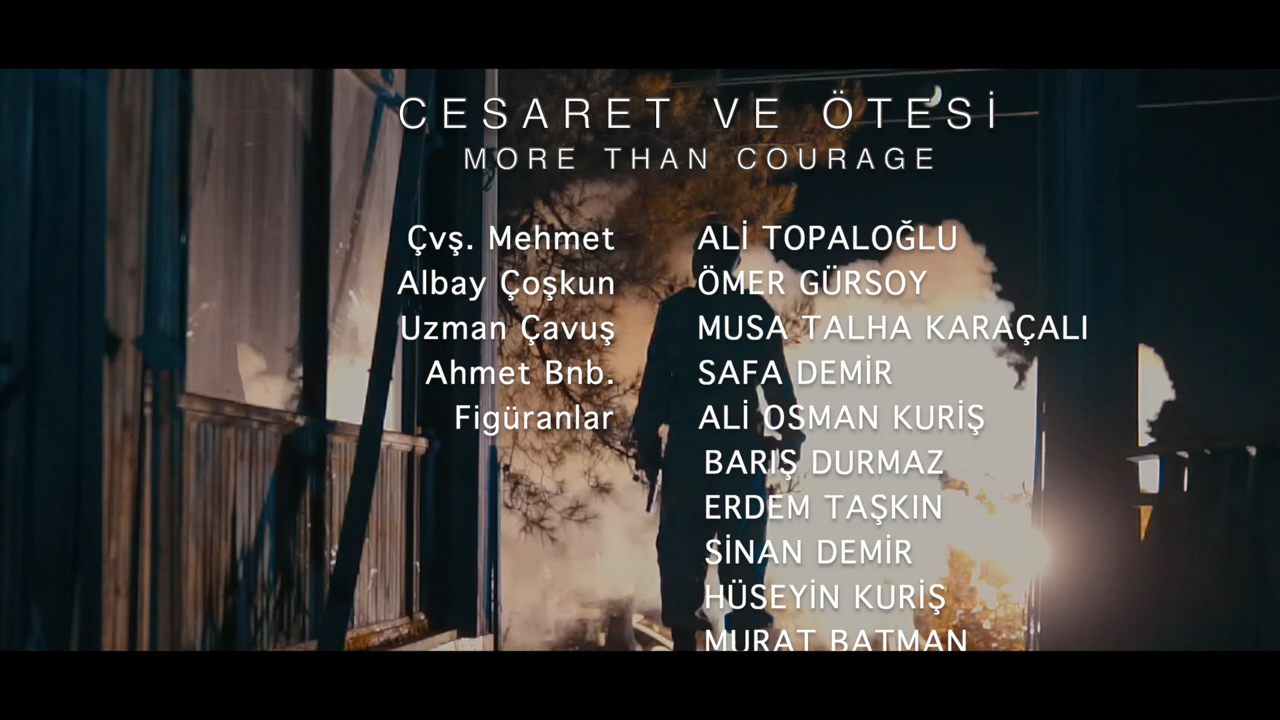 CESARET VE ÖTESİ
MORE THAN COURAGE
Çvş. Mehmet ALİ TOPALOĞLU
Albay Çoşkun ÖMER GÜRSOY
Uzman Çavuş MUSA TALHA KARAÇALI
Ahmet Bnb. SAFA DEMİR
Figüranlar ALİ OSMAN KURİŞ
BARIŞ DURMAZ
ERDEM TAŞKIN
SİNAN DEMİR
HÜSEYİN KURİŞ
MURAT BATMAN